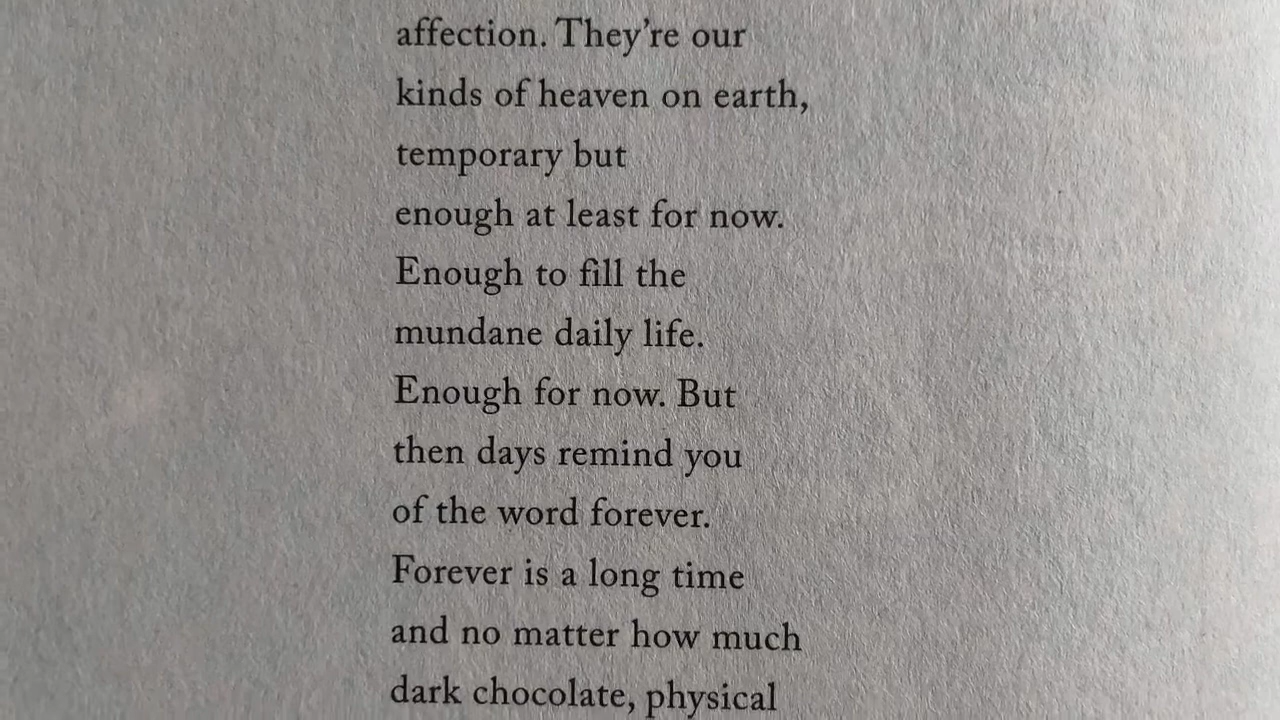 affection. They’re our
kinds of heaven on earth,
temporary but
enough at least for now.
Enough to fill the
mundane daily life.
Enough for now. But
then days remind you
of the word forever.
Forever is a long time
and no matter how much
dark chocolate, physical